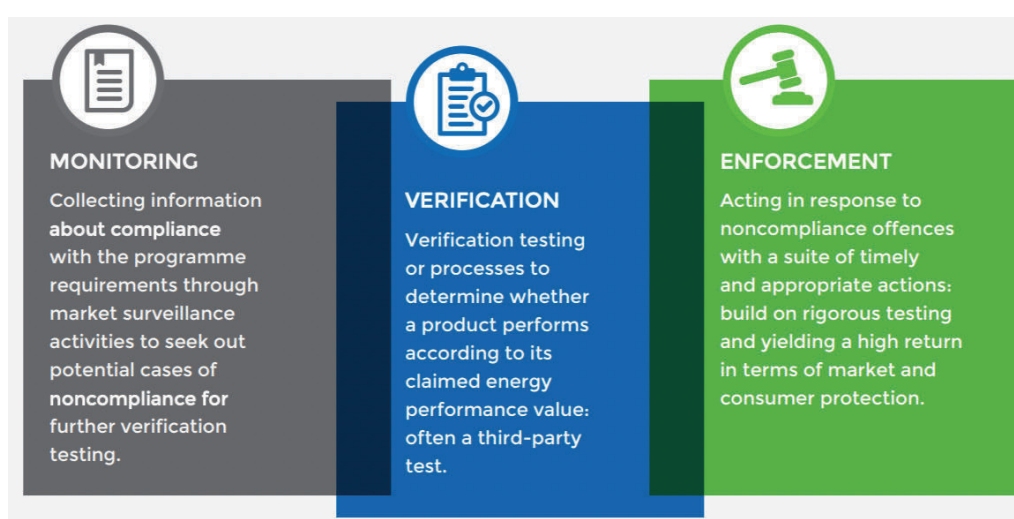 MONITORING
Collecting information
about compliance
with the programme
requirements through
market surveillance
activities to seek out
potential cases of
noncompliance for
further verification
testing.
VERIFICATION
Verification testing
or processes to
determine whether
a product performs
according to its
claimed energy
performance value:
often a third-party
test.
ENFORCEMENT
Acting in response to
noncompliance offences
with a suite of timely
and appropriate actions:
build on rigorous testing
and yielding a high return
in terms of market and
consumer protection.